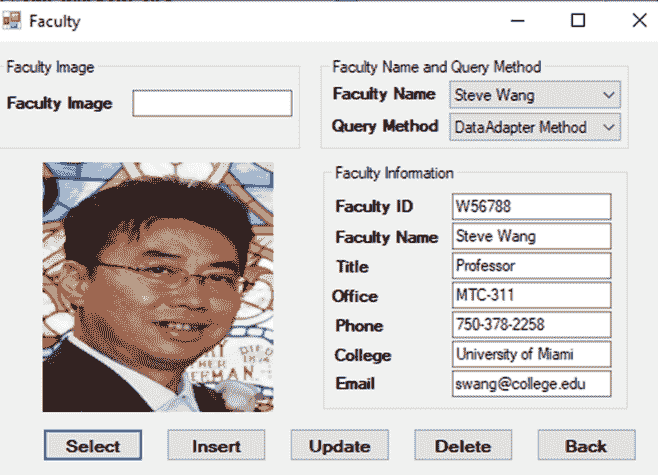 Faculty
Faculty Image
Faculty Image
Faculty Name and Query Method
Faculty Name Steve Wang
Query Method DataAdapter Method
Faculty Information
Faculty ID W56788
Faculty Name Steve Wang
Title Professor
Office MTC-311
Phone 750-378-2258
College University of Miami
Email swang@college.edu
Select Insert Update Delete Back